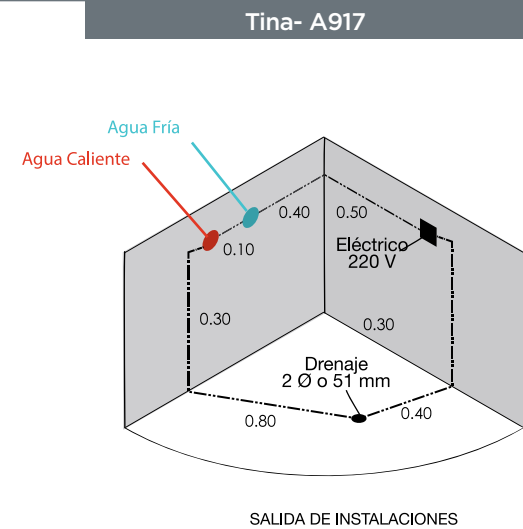 Tina- A917
Agua Fría
Agua Caliente
0.40
0.50
0.10
Eléctrico
220 V
0.30
0.30
Drenaje
2 Ø o 51 mm
0.80
0.40
SALIDA DE INSTALACIONES